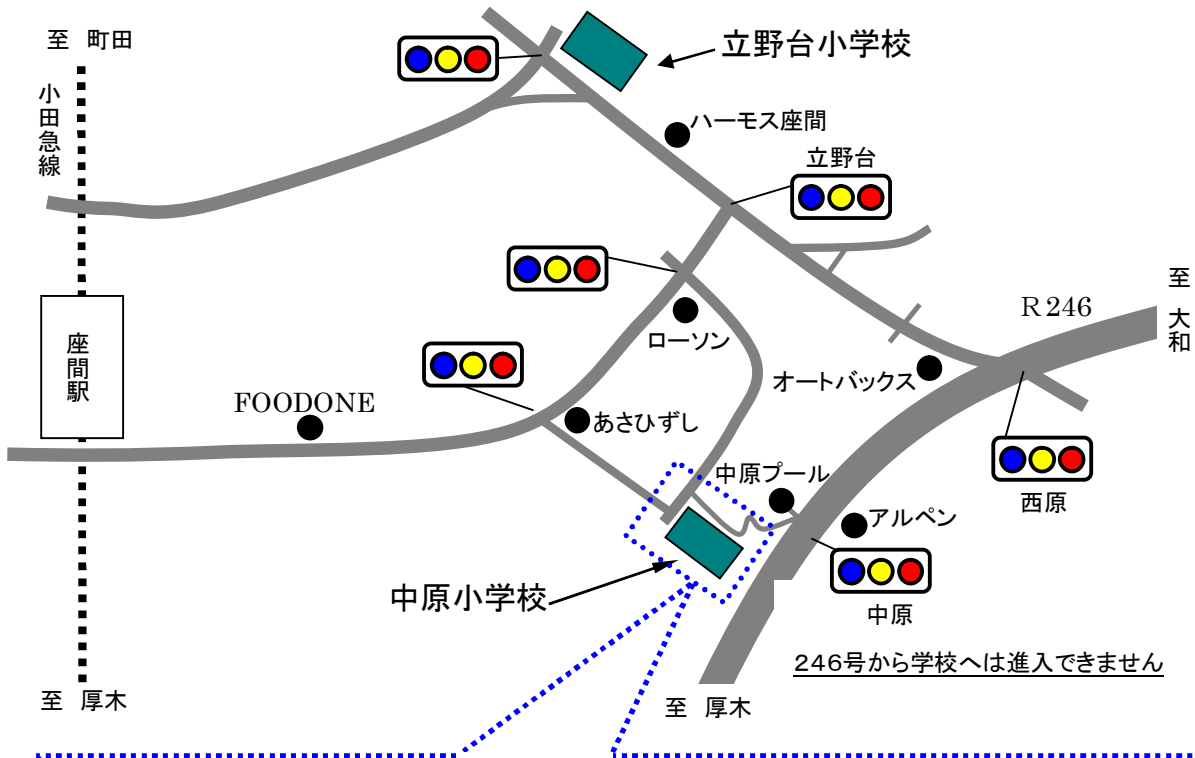 至 町田
小田急線
立野台小学校
ハーモス座間
立野台
至 大和
R246
座間駅
ローソン
オートバックス
FOODONE
あさひずし
中原プール
西原
アルペン
中原小学校
中原
246号から学校へは進入できません
至 厚木
至 厚木